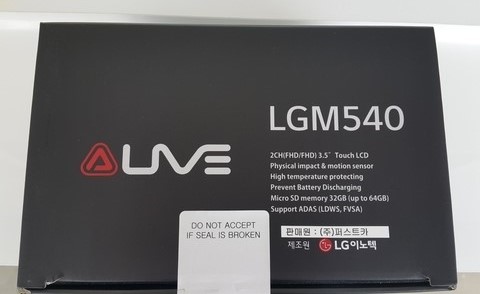 LGM540
ALIVE
2CH(FHD/FHD) 3.5" Touch LCD
Physical impact & motion sensor
High temperature protecting
Prevent Battery Discharging
Micro SD memory 32GB (up to 64GB)
Support ADAS (LDWS, FVSA)
DO NOT ACCEPT
IF SEAL IS BROKEN
판매원 : (주)퍼스트카
제조원 LG이노텍